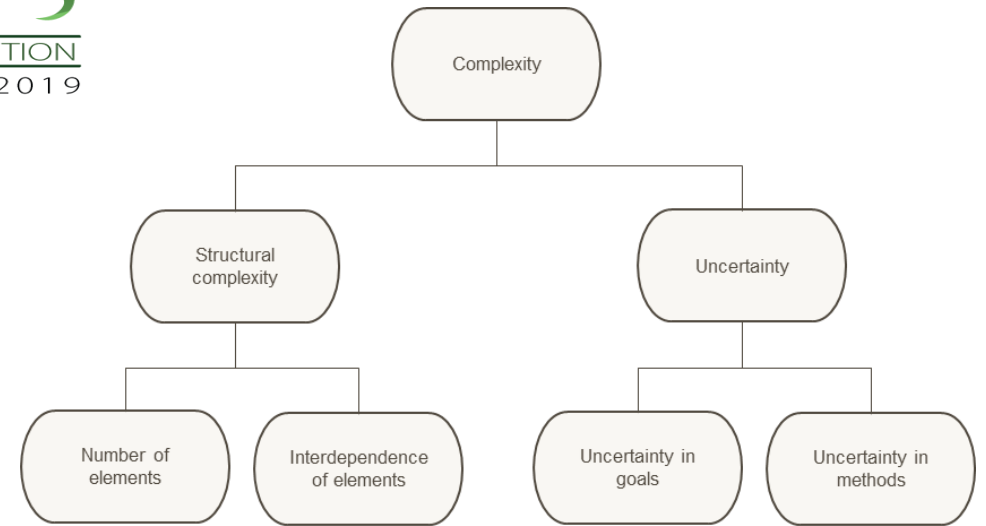 TION
2019
Complexity
Structural
complexity
Uncertainty
Number of
elements
Interdependence
of elements
Uncertainty in
goals
Uncertainty in
methods